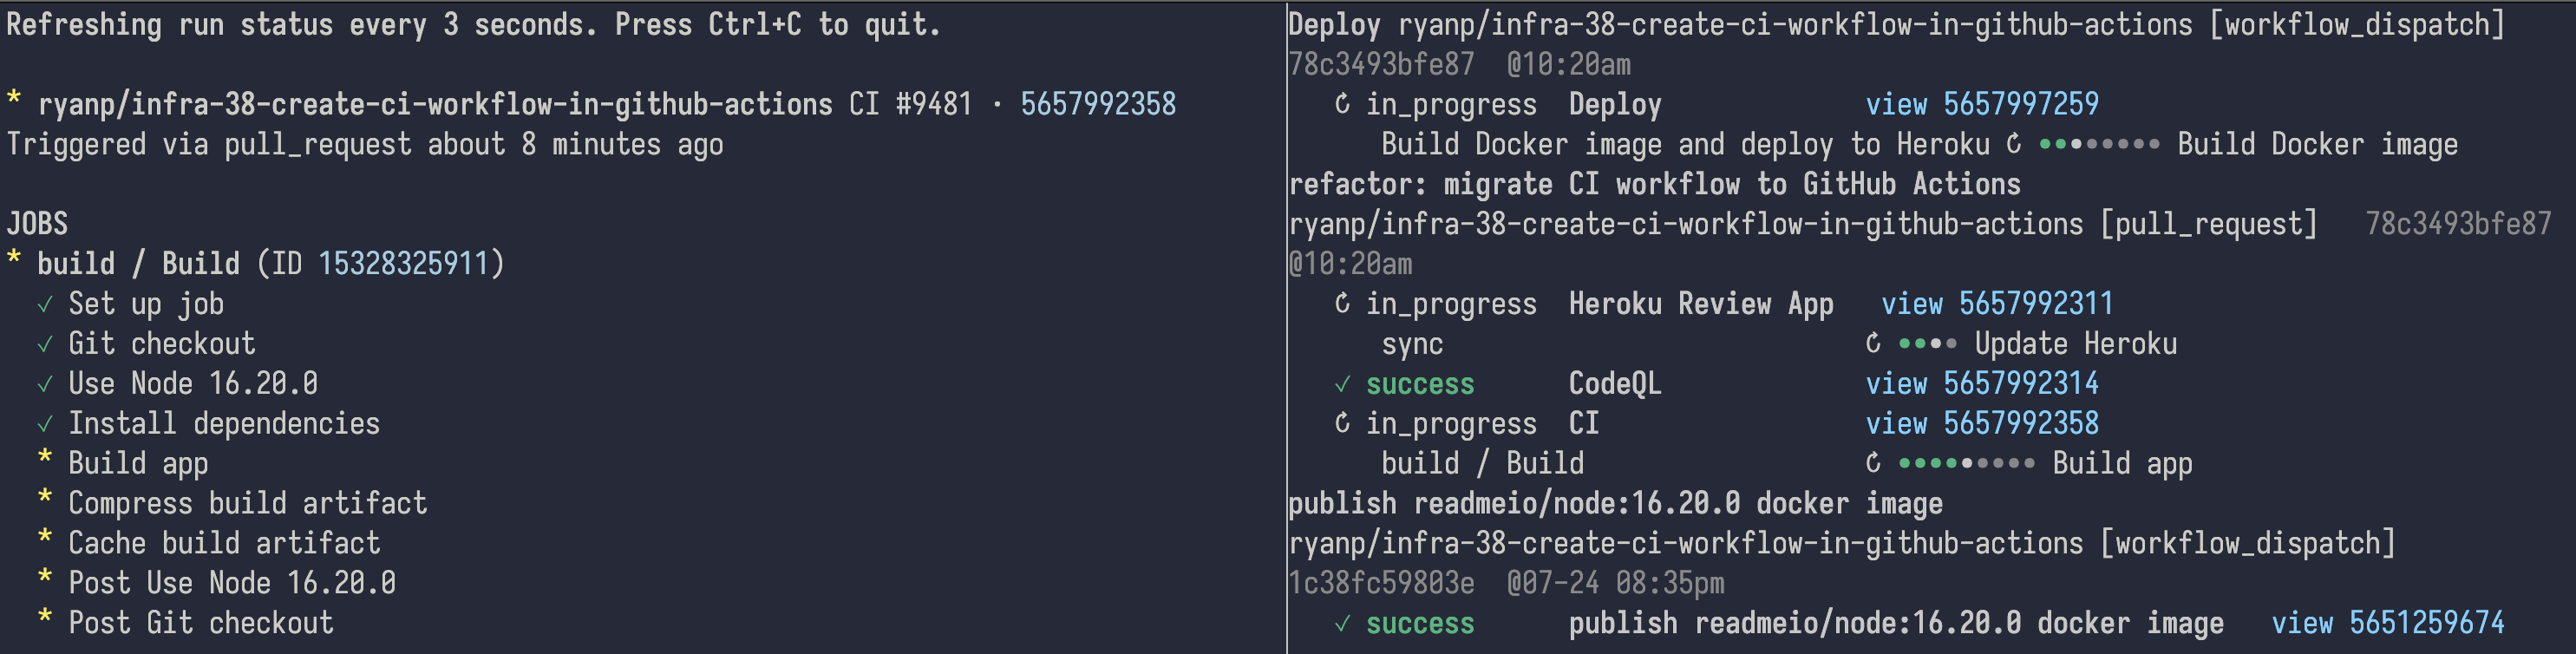 Refreshing run status every 3 seconds. Press Ctrl+C to quit.
* ryanp/infra-38-create-ci-workflow-in-github-actions CI #9481 · 5657992358
Triggered via pull_request about 8 minutes ago
JOBS
* build / Build (ID 15328325911)
✓ Set up job
✓ Git checkout
✓ Use Node 16.20.0
✓ Install dependencies
* Build app
* Compress build artifact
* Cache build artifact
* Post Use Node 16.20.0
* Post Git checkout
Deploy ryanp/infra-38-create-ci-workflow-in-github-actions [workflow_dispatch]
78c3493bfe87 @10:20am
↻ in_progress Deploy view 5657997259
Build Docker image and deploy to Heroku ↻ •••••••• Build Docker image
refactor: migrate CI workflow to GitHub Actions
ryanp/infra-38-create-ci-workflow-in-github-actions [pull_request] 78c3493bfe87
@10:20am
↻ in_progress Heroku Review App view 5657992311
sync ↻ •••• Update Heroku
✓ success CodeQL view 5657992314
↻ in_progress CI view 5657992358
build / Build ↻ ••••••••• Build app
publish readmeio/node:16.20.0 docker image
ryanp/infra-38-create-ci-workflow-in-github-actions [workflow_dispatch]
1c38fc59803e @07-24 08:35pm
✓ success publish readmeio/node:16.20.0 docker image view 5651259674